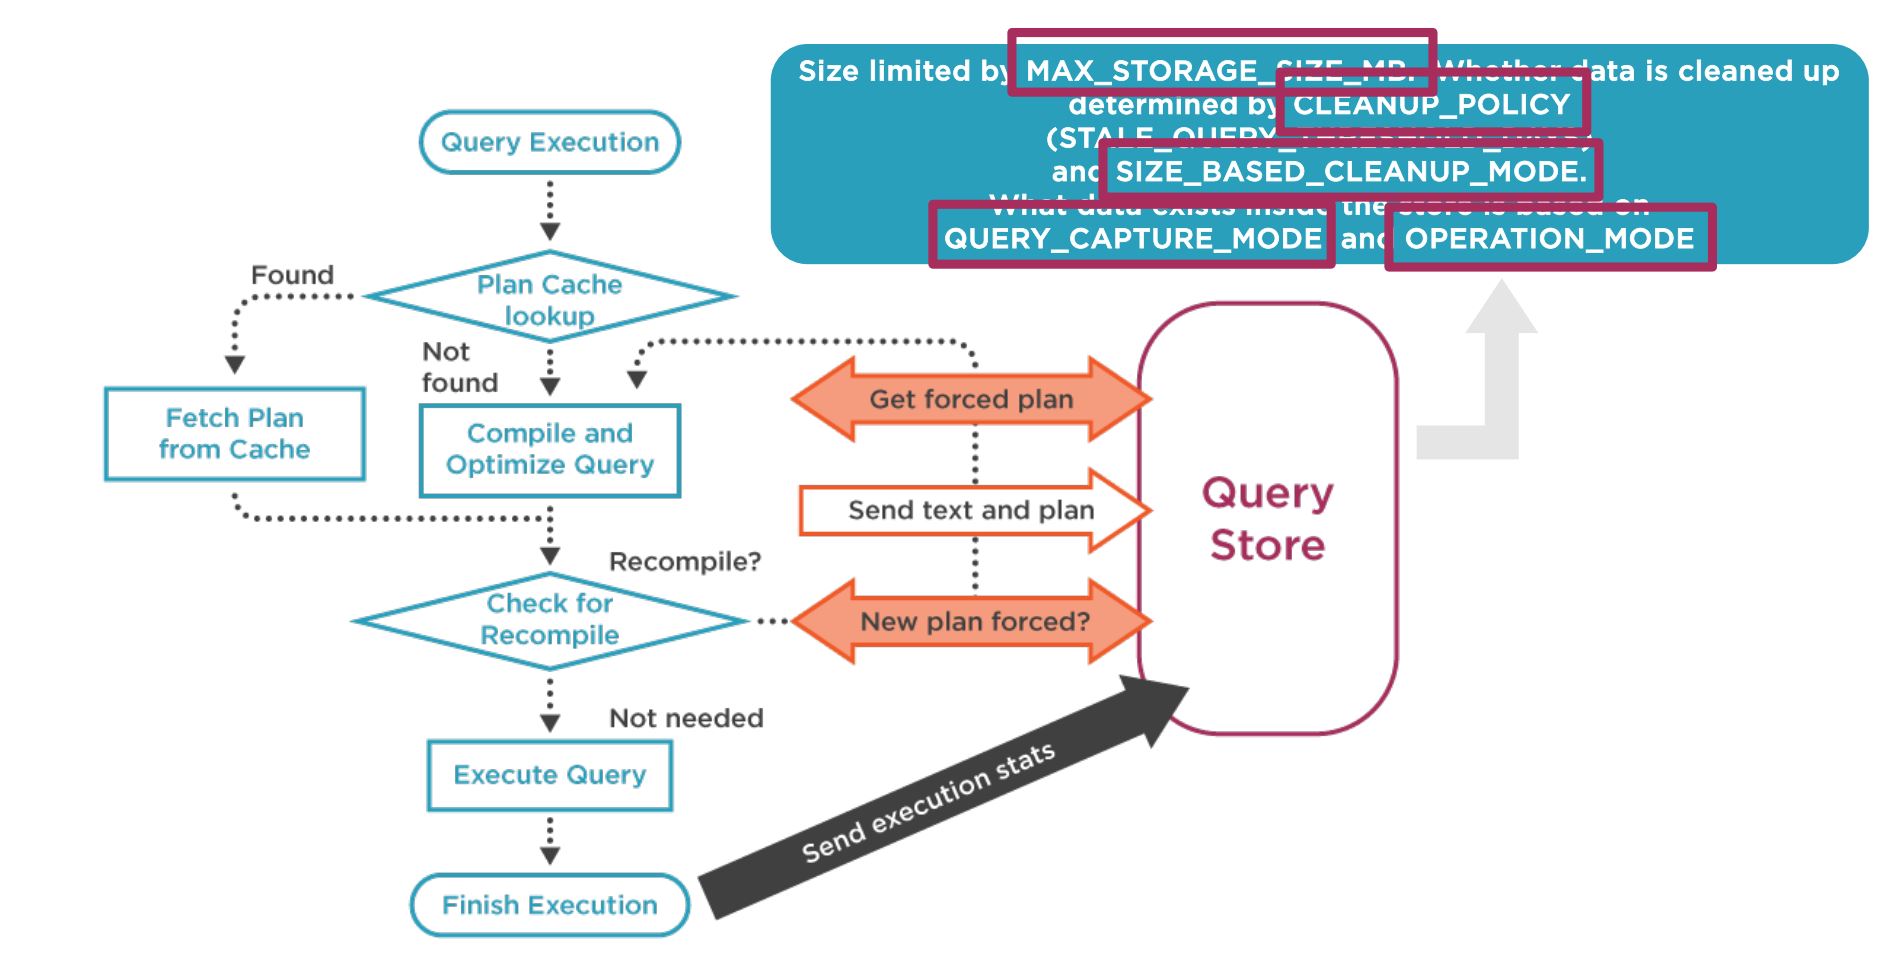 Size limited by MAX_STORAGE_SIZE_MB. Whether data is cleaned up
determined by CLEANUP_POLICY
(STALE_QUERY_THRESHOLD_DAYS)
and SIZE_BASED_CLEANUP_MODE.
What data exists inside the store is based on
QUERY_CAPTURE_MODE and OPERATION_MODE
Query Execution
Found
Plan Cache
lookup
Not
found
Fetch Plan
from Cache
Compile and
Optimize Query
Get forced plan
Send text and plan
Query
Store
Recompile?
Check for
Recompile
New plan forced?
Not needed
Execute Query
Send execution stats
Finish Execution